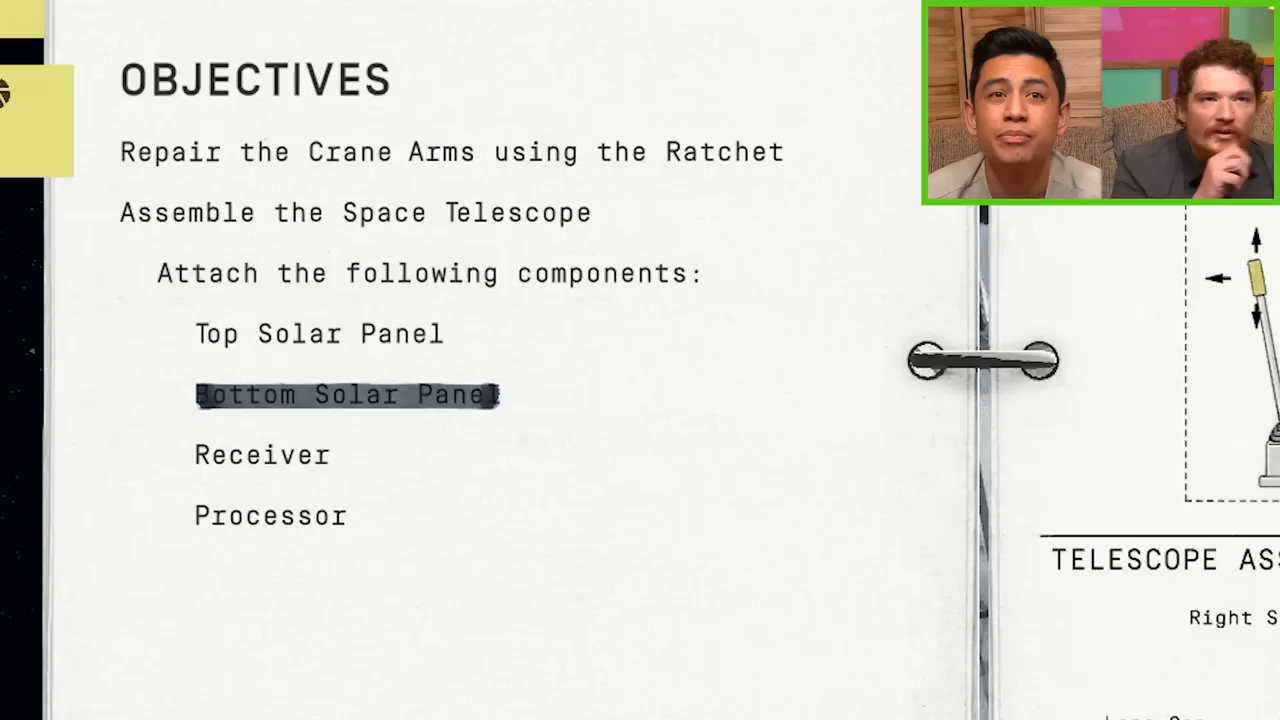 OBJECTIVES
Repair the Crane Arms using the Ratchet
Assemble the Space Telescope
Attach the following components:
Top Solar Panel
Bottom Solar Panel
Receiver
Processor
TELESCOPE
Right